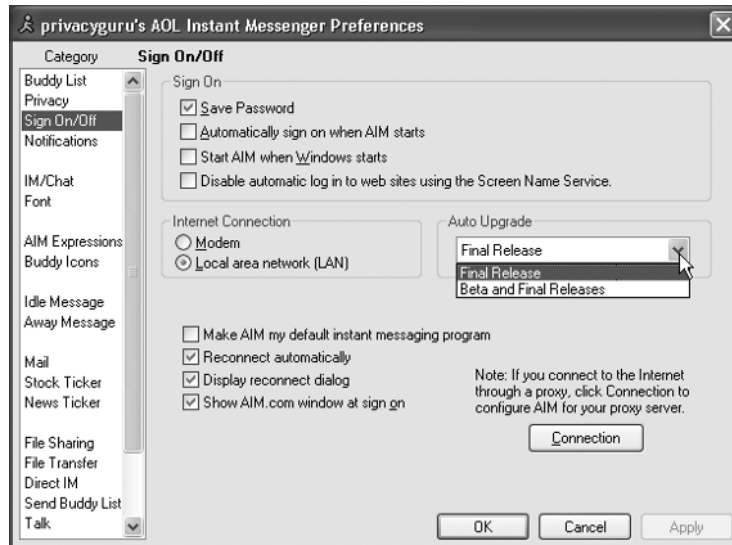 privacyguru's AOL Instant Messenger Preferences
Category
Sign On/Off
Buddy List
Privacy
Sign On/Off
Notifications
IM/Chat
Font
AIM Expressions
Buddy Icons
Idle Message
Away Message
Mail
Stock Ticker
News Ticker
File Sharing
File Transfer
Direct IM
Send Buddy List
Talk
Sign On
Save Password
Automatically sign on when AIM starts
Start AIM when Windows starts
Disable automatic log in to web sites using the Screen Name Service.
Internet Connection
Modem
Local area network (LAN)
Auto Upgrade
Final Release
Final Release
Beta and Final Releases
Make AIM my default instant messaging program
Reconnect automatically
Display reconnect dialog
Show AIM.com window at sign on
Note: If you connect to the Internet
through a proxy, click Connection to
configure AIM for your proxy server.
Connection
OK
Cancel
Apply